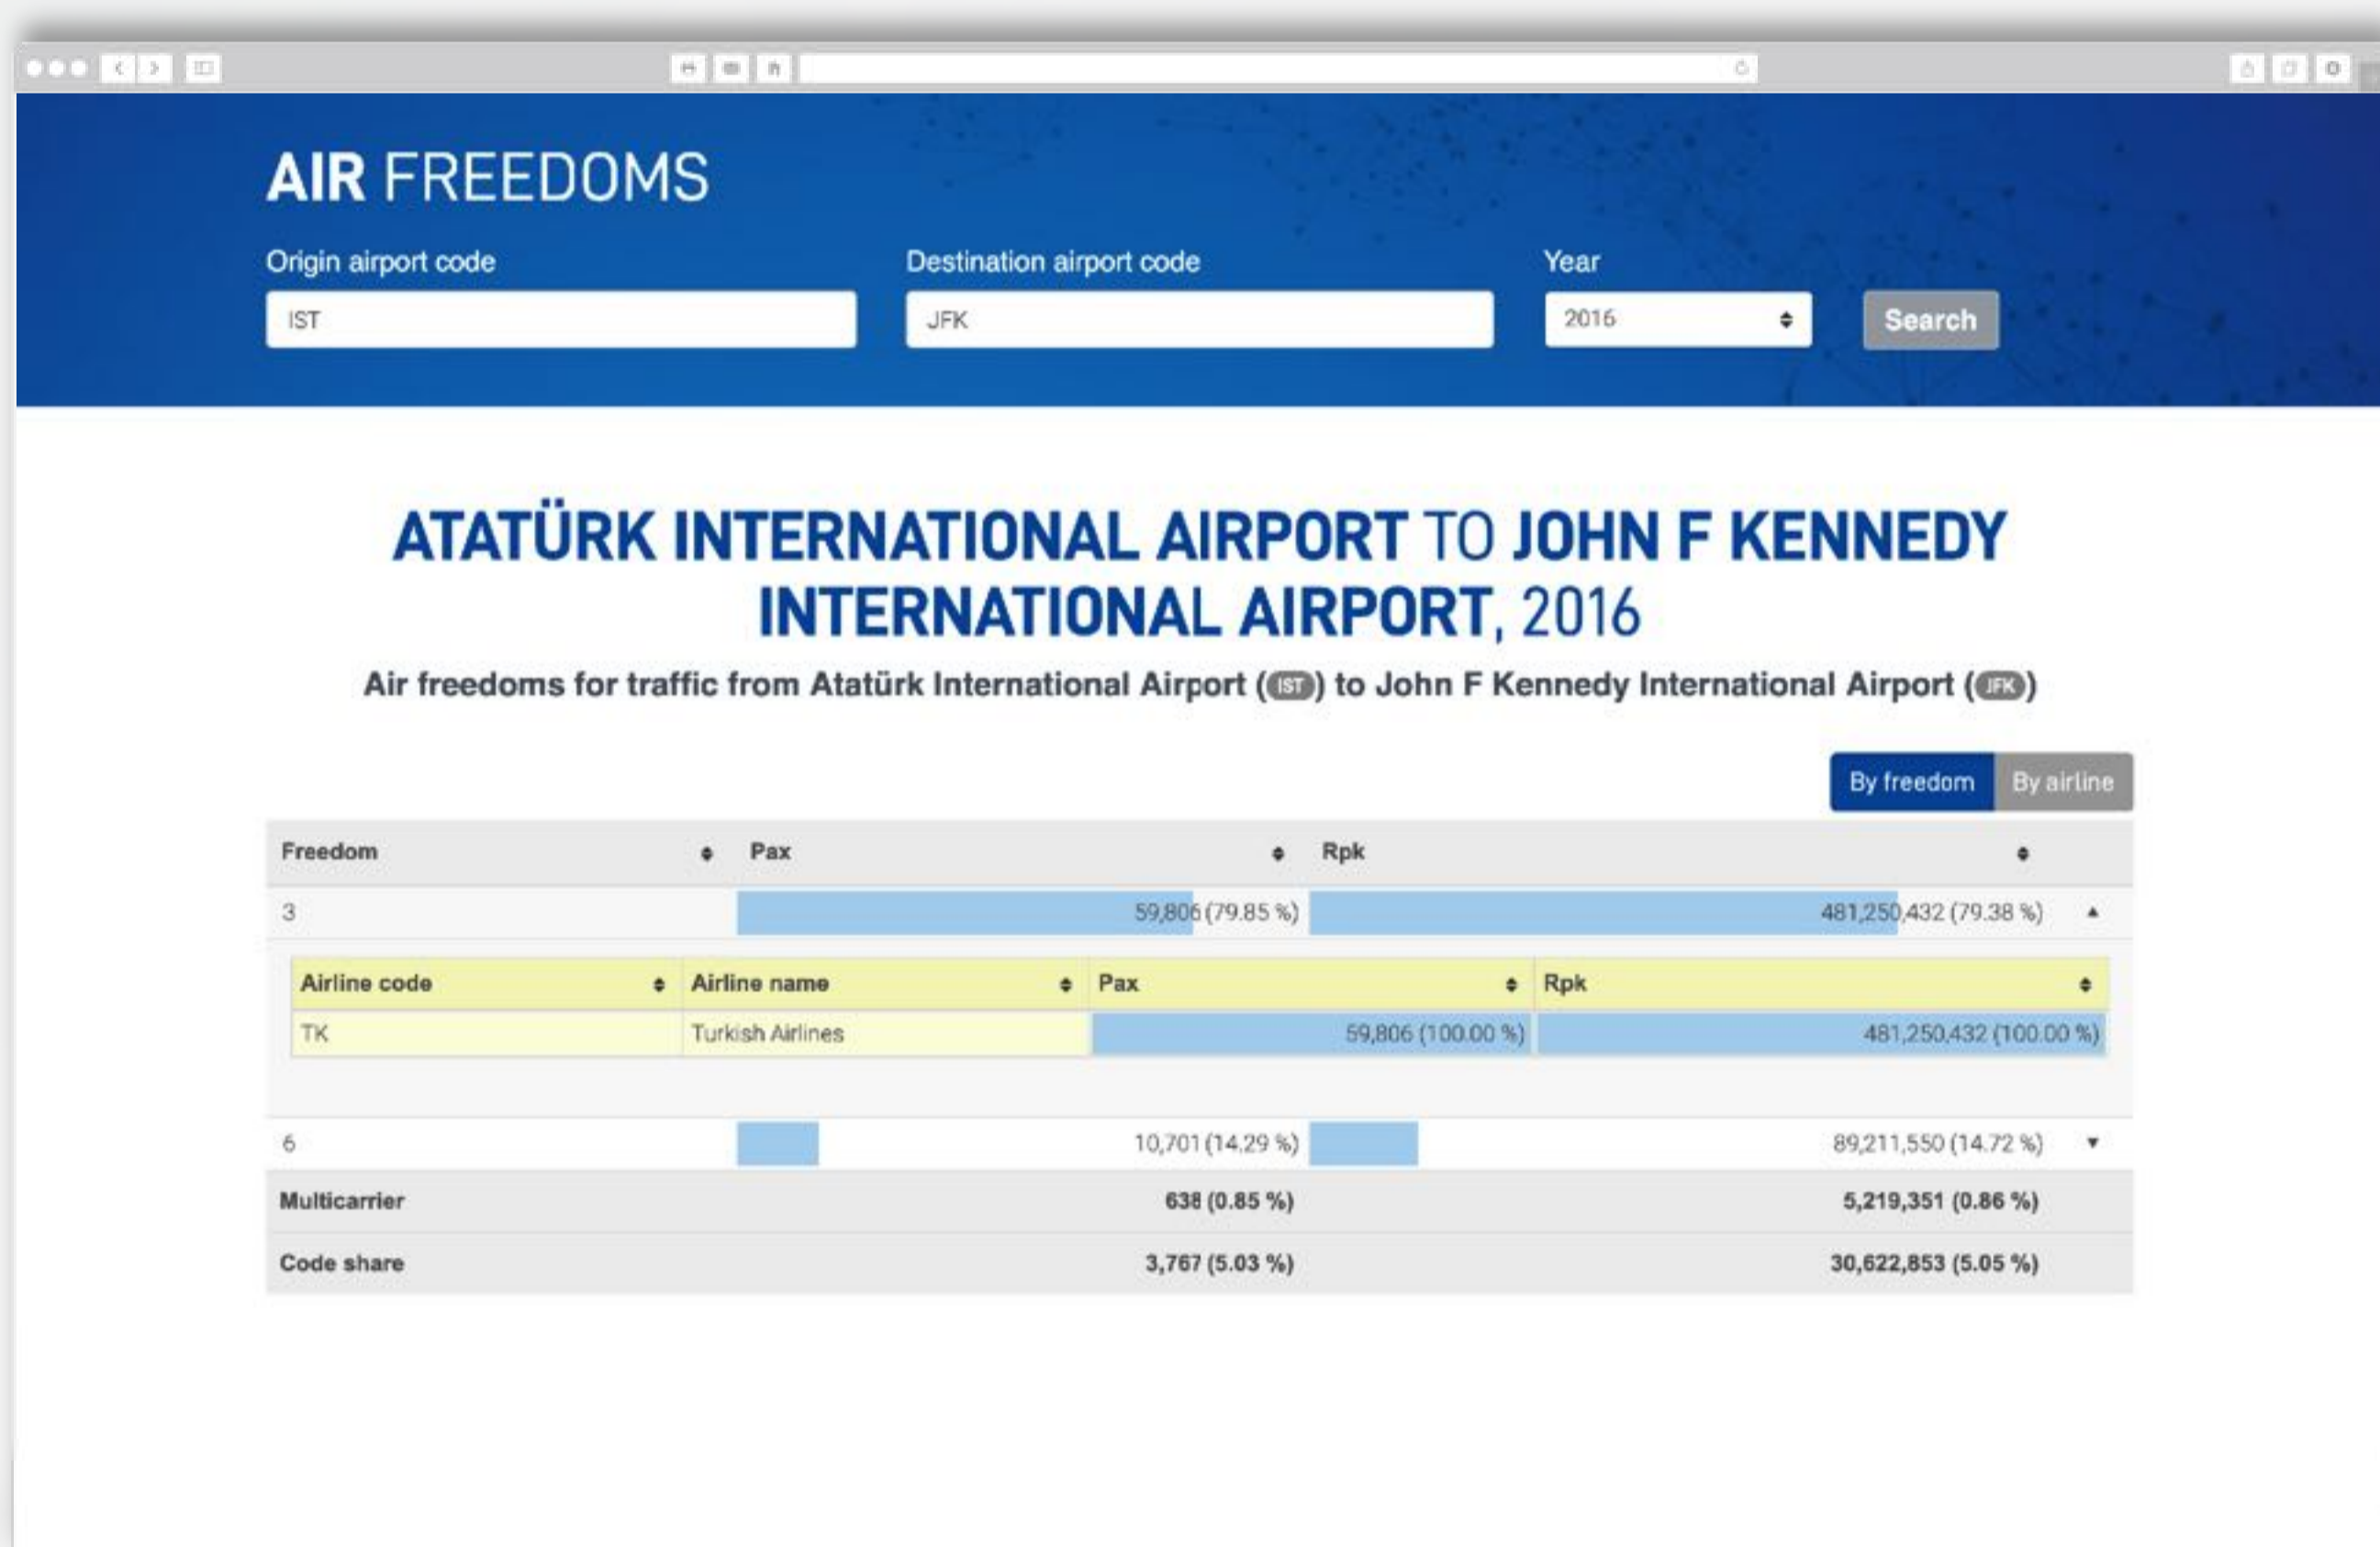 AIR FREEDOMS
Origin airport code Destination airport code Year
IST JFK 2016 Search
ATATÜRK INTERNATIONAL AIRPORT TO JOHN F KENNEDY
INTERNATIONAL AIRPORT, 2016
Air freedoms for traffic from Atatürk International Airport (IST) to John F Kennedy International Airport (JFK)
By freedom By airline
Freedom Pax Rpk
3 59,806 (79.85 %) 481,250,432 (79.38 %)
Airline code Airline name Pax Rpk
TK Turkish Airlines 59,806 (100.00 %) 481,250,432 (100.00 %)
6 10,701 (14.29 %) 89,211,550 (14.72 %)
Multicarrier 638 (0.85 %) 5,219,351 (0.86 %)
Code share 3,767 (5.03 %) 30,622,853 (5.05 %)